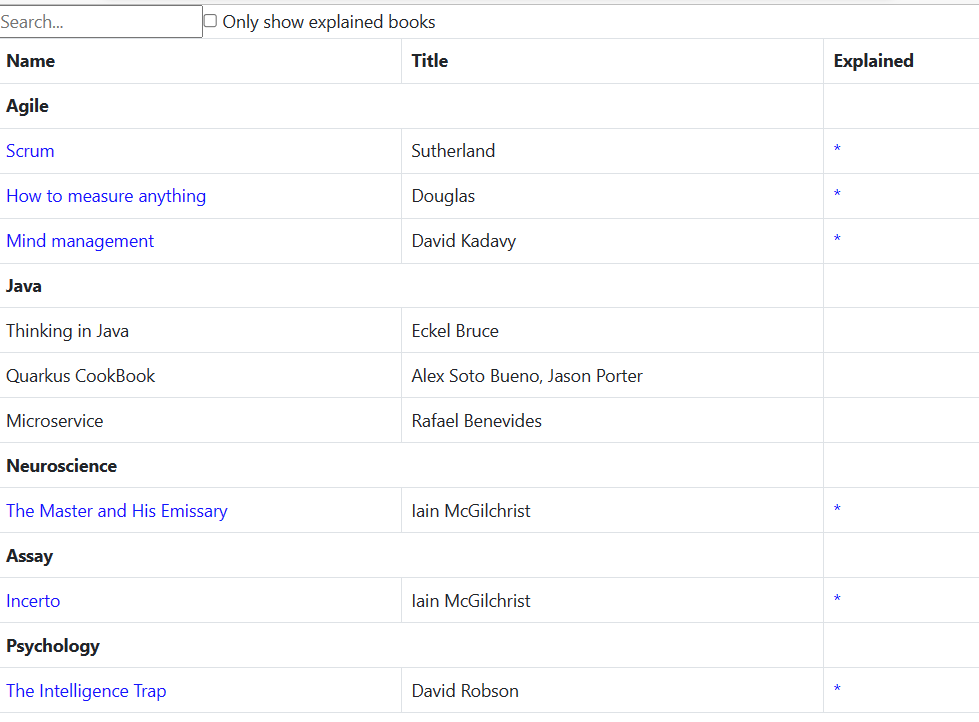 Search... Only show explained books
Name Title Explained
Agile
Scrum Sutherland *
How to measure anything Douglas *
Mind management David Kadavy *
Java
Thinking in Java Eckel Bruce
Quarkus CookBook Alex Soto Bueno, Jason Porter
Microservice Rafael Benevides
Neuroscience
The Master and His Emissary Iain McGilchrist *
Assay
Incerto Iain McGilchrist *
Psychology
The Intelligence Trap David Robson *